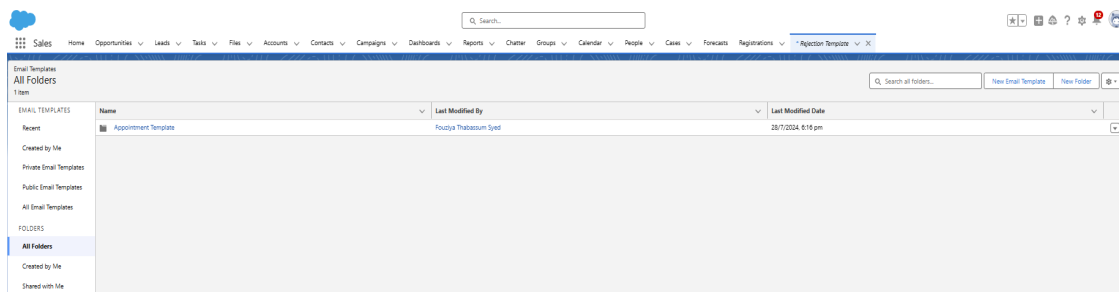 Search...
12
Sales Home Opportunities Leads Tasks Files Accounts Contacts Campaigns Dashboards Reports Chatter Groups Calendar People Cases Forecasts Registrations * Rejection Template
Email Templates
All Folders
1 item
Search all folders...
New Email Template
New Folder
EMAIL TEMPLATES
Name Last Modified By Last Modified Date
Recent
Appointment Template Fouziya Thabassum Syed 28/7/2024, 6:16 pm
Created by Me
Private Email Templates
Public Email Templates
All Email Templates
FOLDERS
All Folders
Created by Me
Shared with Me